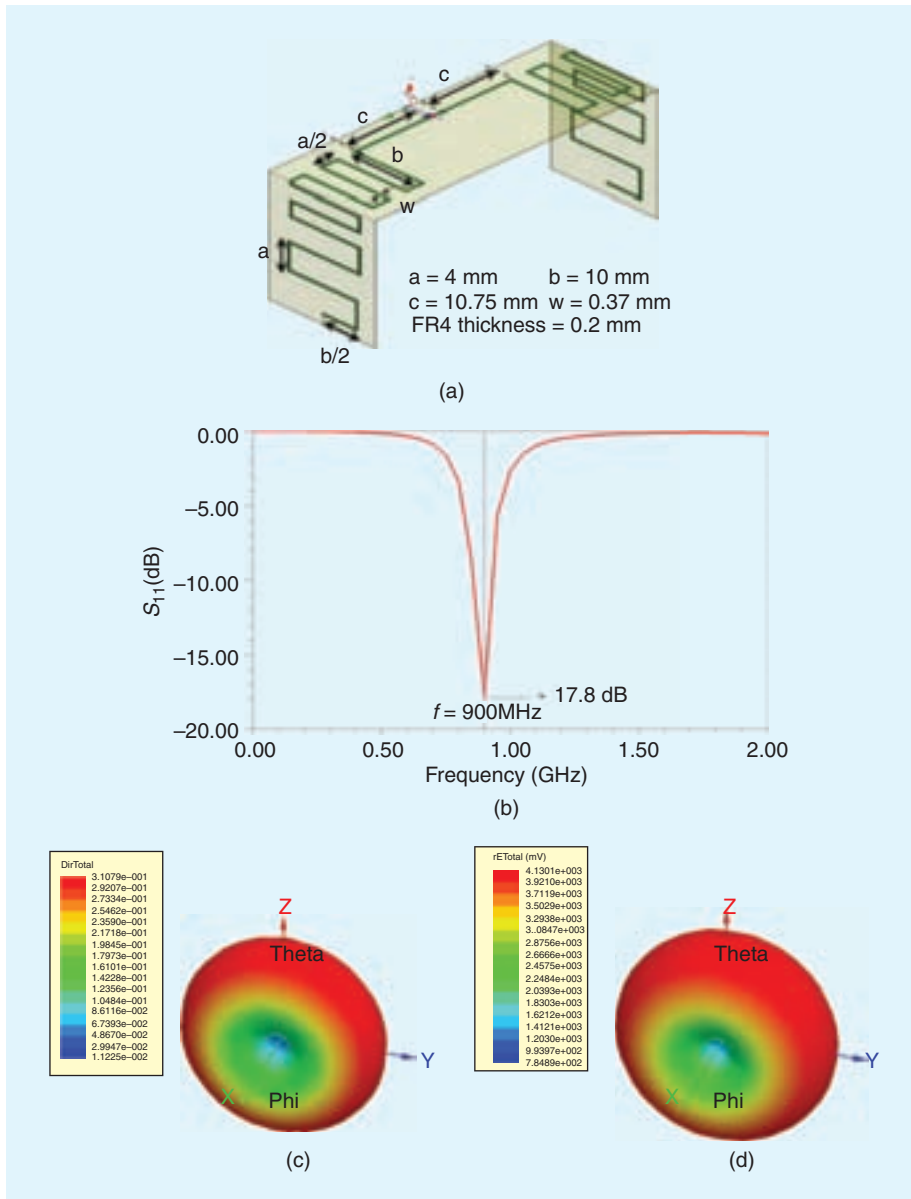 c
c
a/2
b
w
a
a = 4 mm b = 10 mm
c = 10.75 mm w = 0.37 mm
FR4 thickness = 0.2 mm
b/2
(a)
0.00
−5.00
−10.00
−15.00
−20.00
S11(dB)
17.8 dB
f = 900MHz
0.00 0.50 1.00 1.50 2.00
Frequency (GHz)
(b)
DirTotal
3.1079e−001
2.9207e−001
2.7334e−001
2.5462e−001
2.3590e−001
2.1718e−001
1.9845e−001
1.7973e−001
1.6101e−001
1.4228e−001
1.2356e−001
1.0484e−001
8.6116e−002
6.7393e−002
4.8670e−002
2.9947e−002
1.1225e−002
Z
Theta
Y
X
Phi
(c)
rETotal (mV)
4.1301e+003
3.9210e+003
3.7119e+003
3.5029e+003
3.2938e+003
3..0847e+003
2.8756e+003
2.6666e+003
2.4575e+003
2.2484e+003
2.0393e+003
1.8303e+003
1.6212e+003
1.4121e+003
1.2030e+003
9.9397e+002
7.8489e+002
Z
Theta
Y
X
Phi
(d)